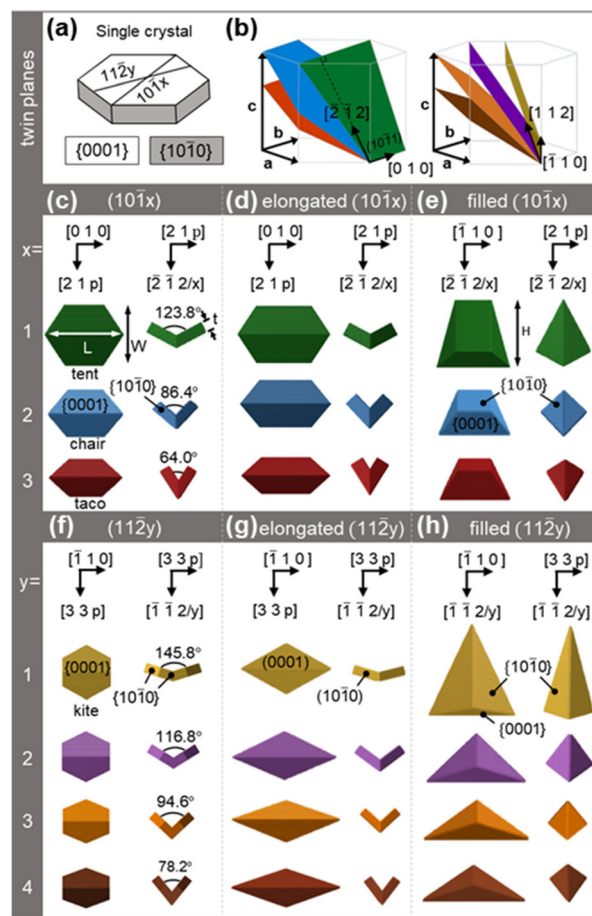 twin planes
(a)
Single crystal
112̄y
101̄x
{0001} {101̄0}
(b)
c
b
a
[2̄ 1̄ 2]
(101̄1)
[0 1 0]
c
b
a
[1 1 2]
[1̄ 1 0]
(c) (101̄x)
(d) elongated (101̄x)
(e) filled (101̄x)
x=
[0 1 0] [2 1 p]
[2 1 p] [2̄ 1̄ 2/x]
[0 1 0] [2 1 p]
[2 1 p] [2̄ 1̄ 2/x]
[1̄ 1 0 ] [2 1 p]
[2̄ 1̄ 2/x] [2̄ 1̄ 2/x]
1
L
W
123.8°
t
H
tent
2
{0001}
{101̄0}
86.4°
chair
{101̄0}
{0001}
3
64.0°
taco
(f) (112̄y)
(g) elongated (112̄y)
(h) filled (112̄y)
y=
[1̄ 1 0] [3 3 p]
[3 3 p] [1̄ 1̄ 2/y]
[1̄ 1 0 ] [3 3 p]
[3 3 p] [1̄ 1̄ 2/y]
[1̄ 1 0 ] [3 3 p]
[1̄ 1̄ 2/y] [1̄ 1̄ 2/y]
1
{0001}
145.8°
{101̄0}
kite
(0001)
(101̄0)
{101̄0}
{0001}
2
116.8°
3
94.6°
4
78.2°